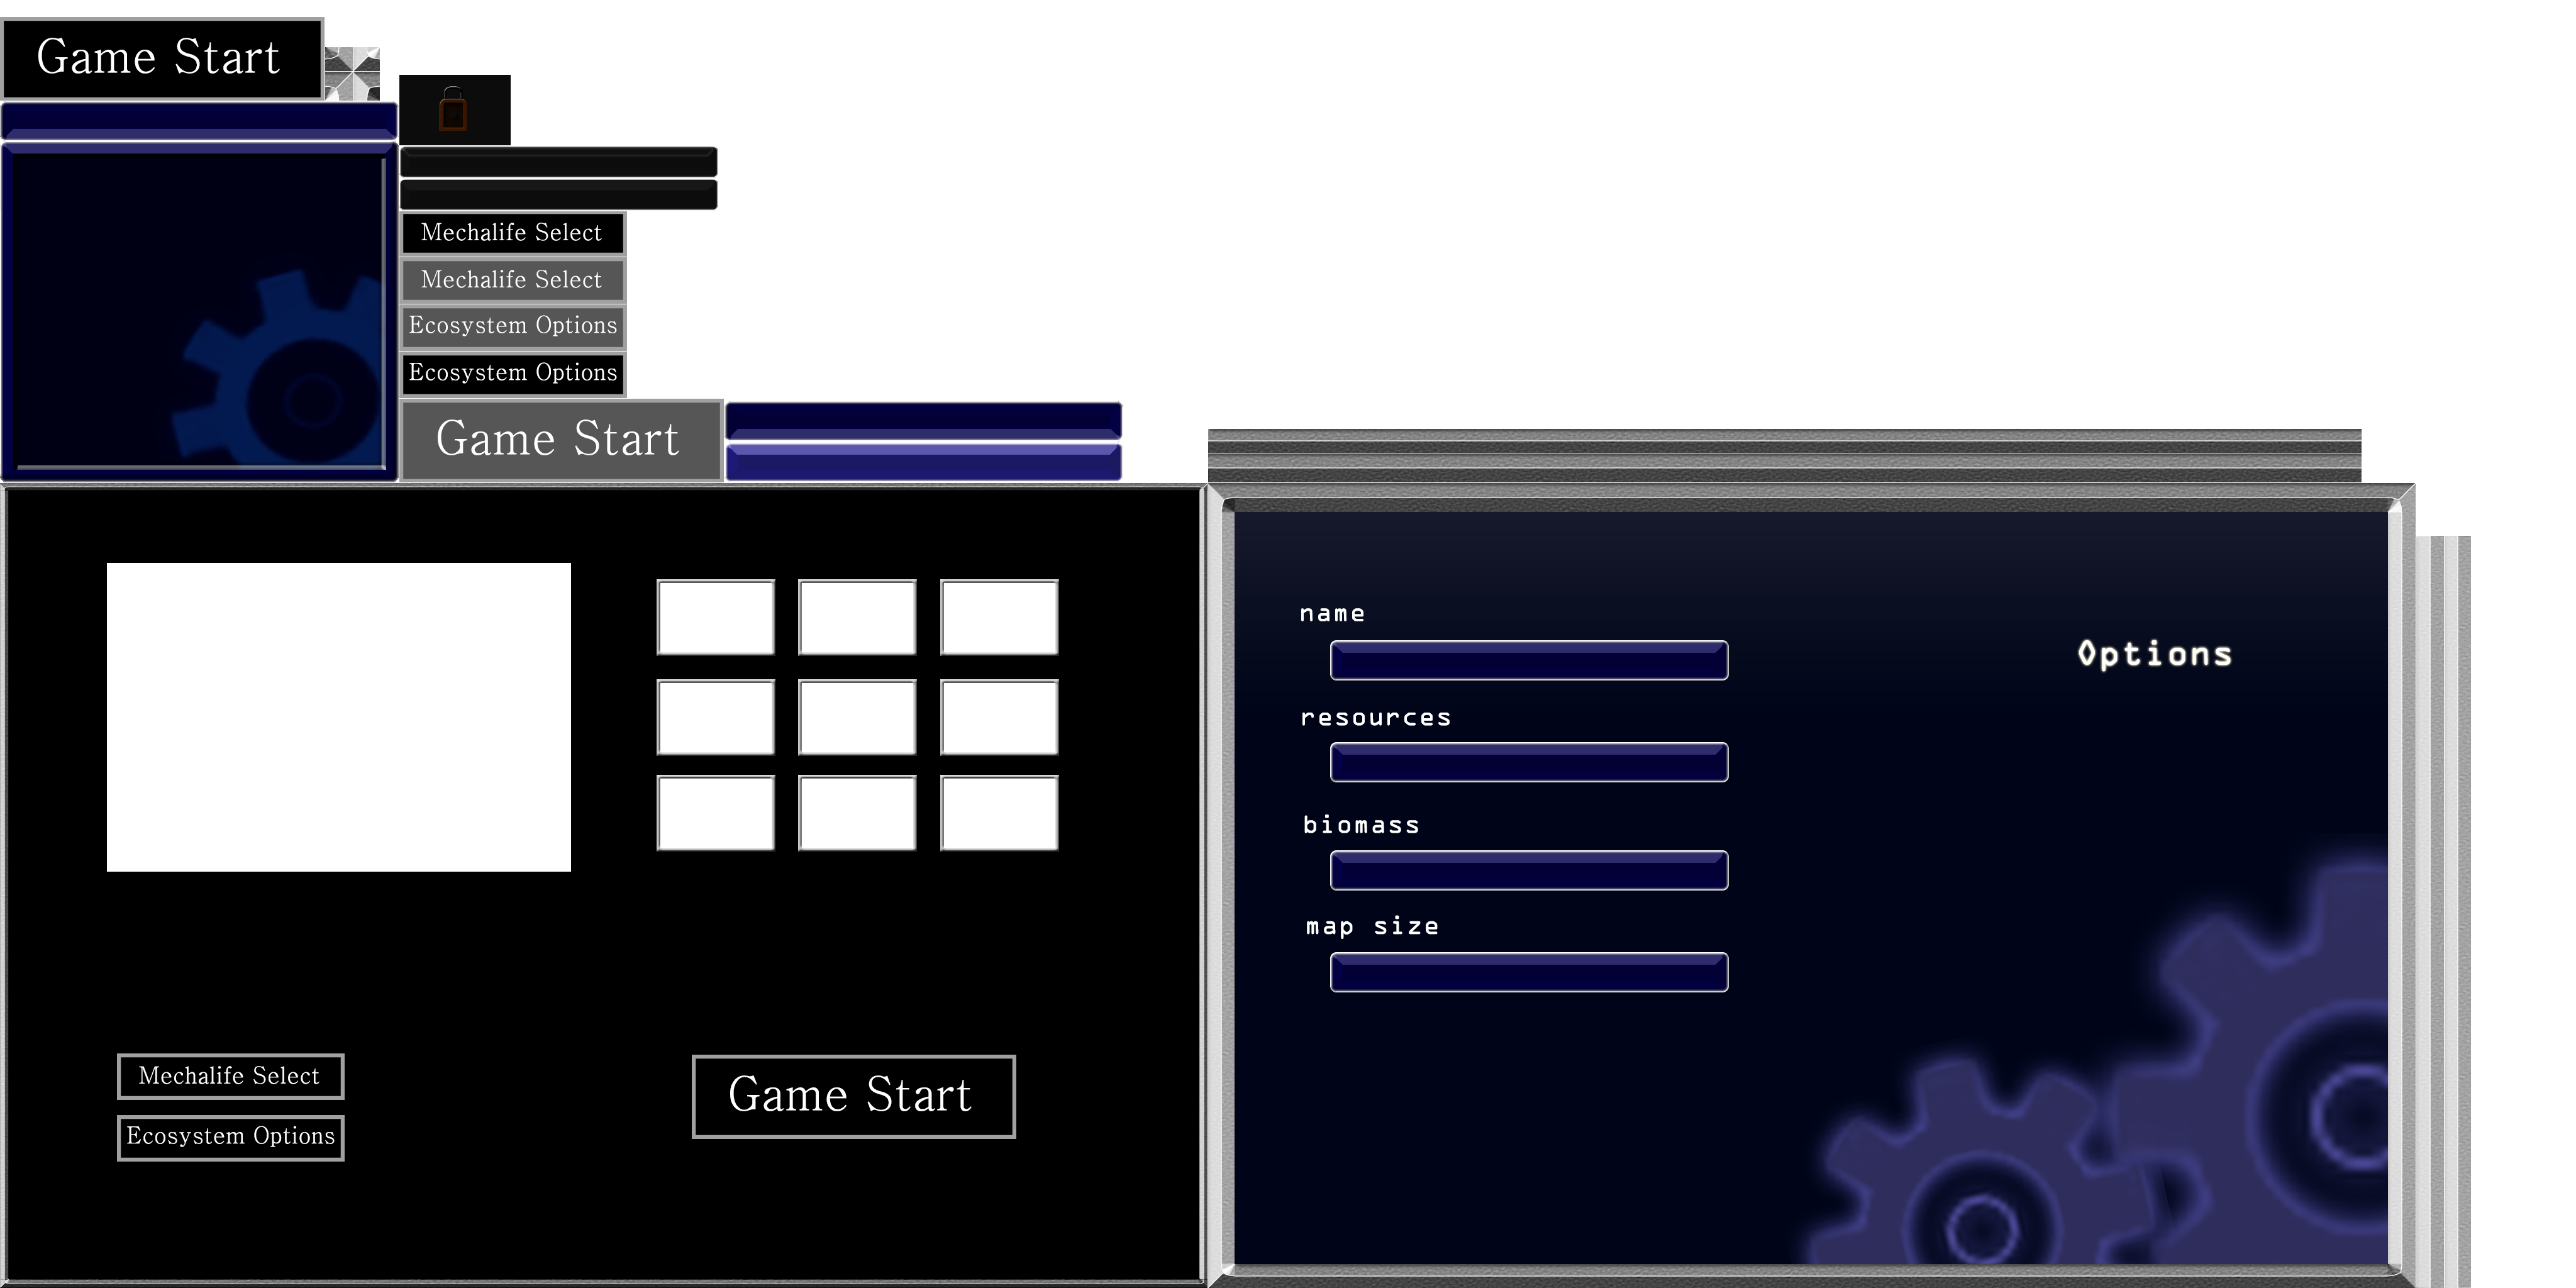 Game Start
Mechalife Select
Mechalife Select
Ecosystem Options
Ecosystem Options
Game Start
Mechalife Select
Ecosystem Options
Game Start
name
Options
resources
biomass
map size